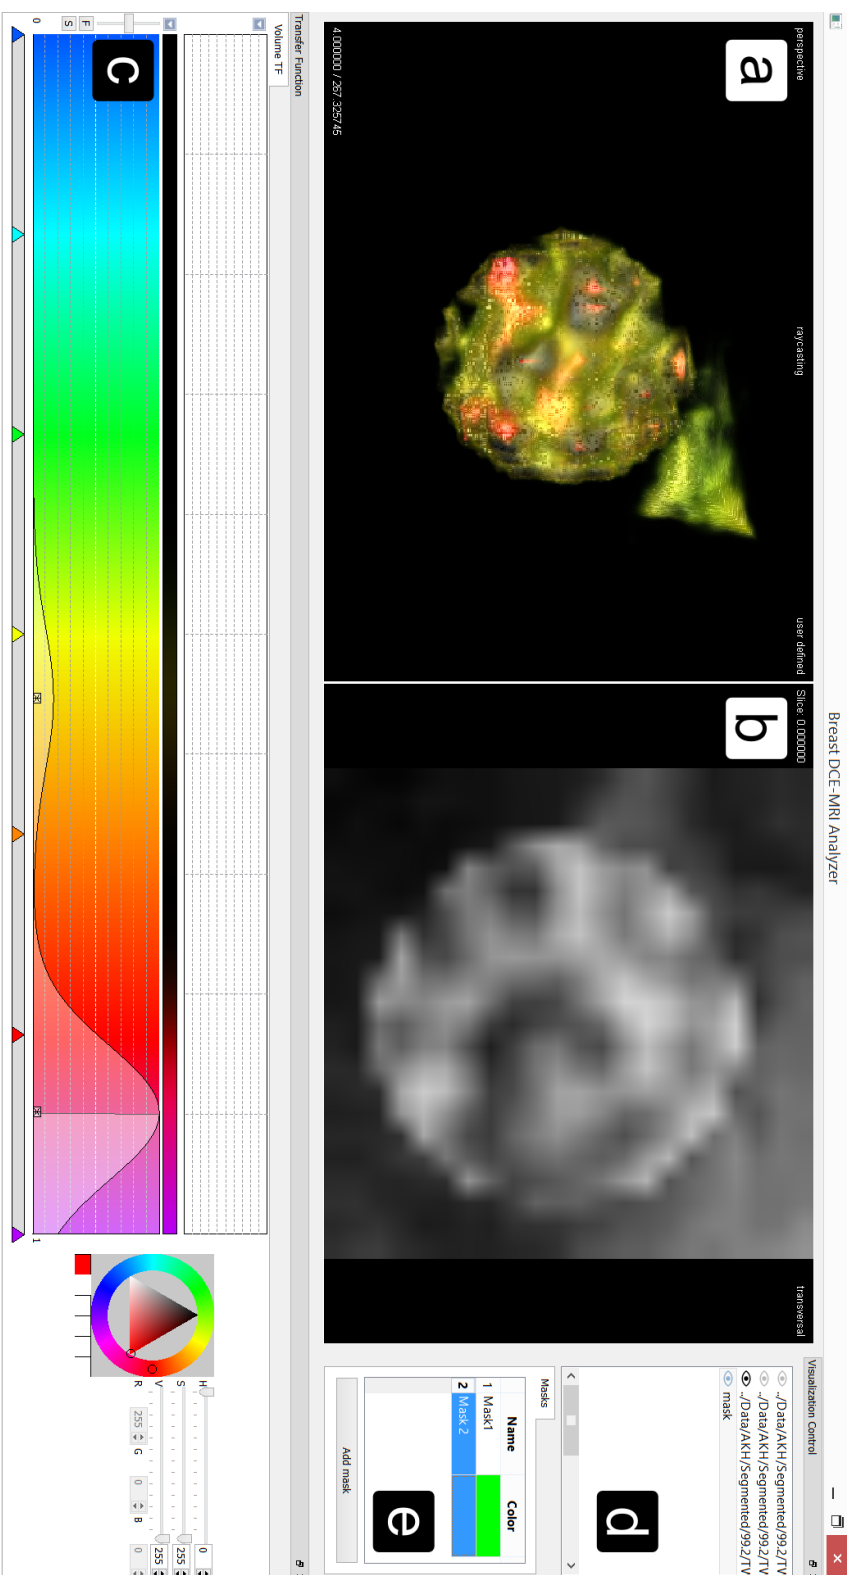 Breast DCE-MRI Analyzer
perspective
raycasting
user defined
a
4.000000 / 267.325745
Slice: 0.000000
transversal
b
Visualization Control
../Data/AKH/Segmented/99.2/TV
../Data/AKH/Segmented/99.2/TV
../Data/AKH/Segmented/99.2/TV
mask
d
Masks
Name Color
1 Mask1
2 Mask 2
e
Add mask
Transfer Function
Volume TF
c
F
S
0
1
H 0
S 255
V 255
R 255 G 0 B 0